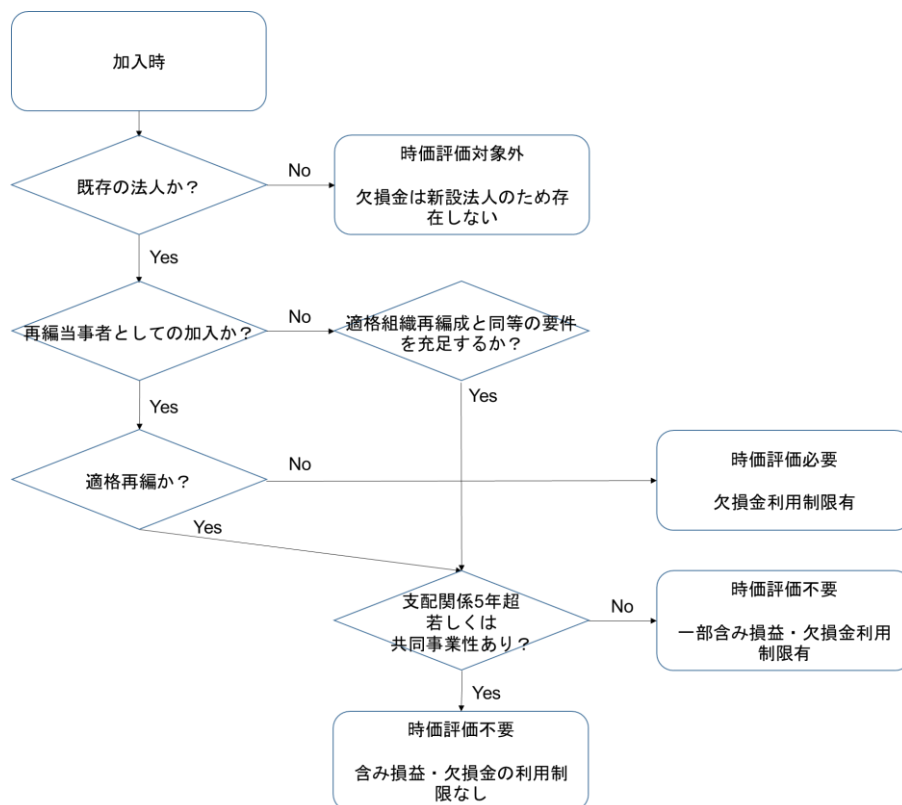 加入時
既存の法人か？
No
時価評価対象外
欠損金は新設法人のため存
在しない
Yes
再編当事者としての加入か？
No
適格組織再編成と同等の要件
を充足するか？
Yes
Yes
適格再編か？
No
時価評価必要
欠損金利用制限有
Yes
支配関係5年超
若しくは
共同事業性あり？
No
時価評価不要
一部含み損益・欠損金利用
制限有
Yes
時価評価不要
含み損益・欠損金の利用制
限なし